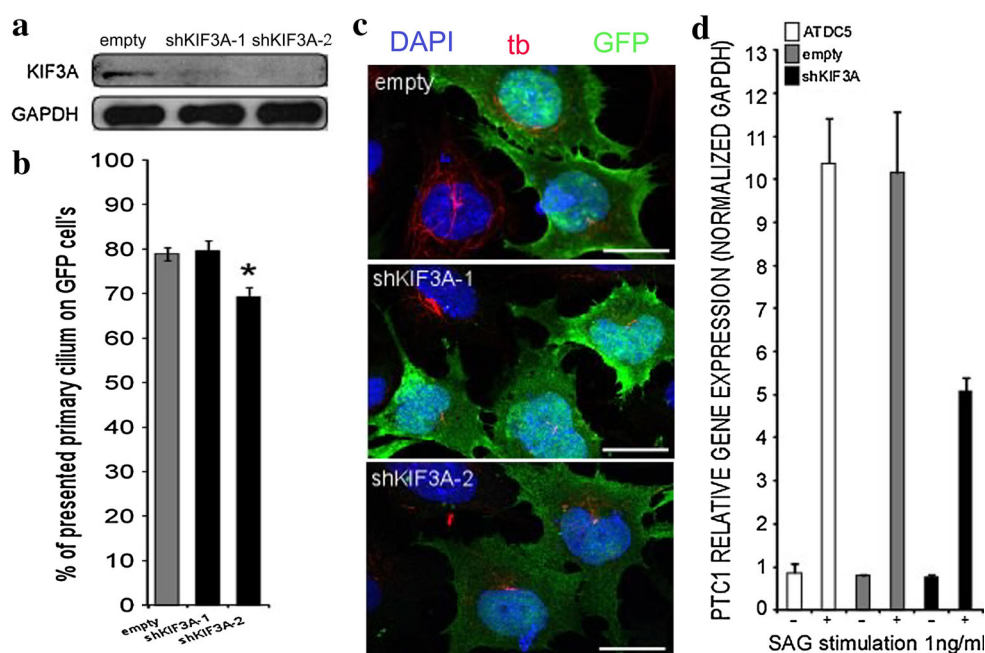 a
empty shKIF3A-1 shKIF3A-2
KIF3A
GAPDH
b
% of presented primary cilium on GFP cell's
100
90
80
70
60
50
40
30
20
10
0
*
empty
shKIF3A-1
shKIF3A-2
c
DAPI tb GFP
empty
shKIF3A-1
shKIF3A-2
d
ATDC5
empty
shKIF3A
PTC1 RELATIVE GENE EXPRESSION (NORMALIZED GAPDH)
13
12
11
10
9
8
7
6
5
4
3
2
1
0
- + - + - +
SAG stimulation 1ng/ml